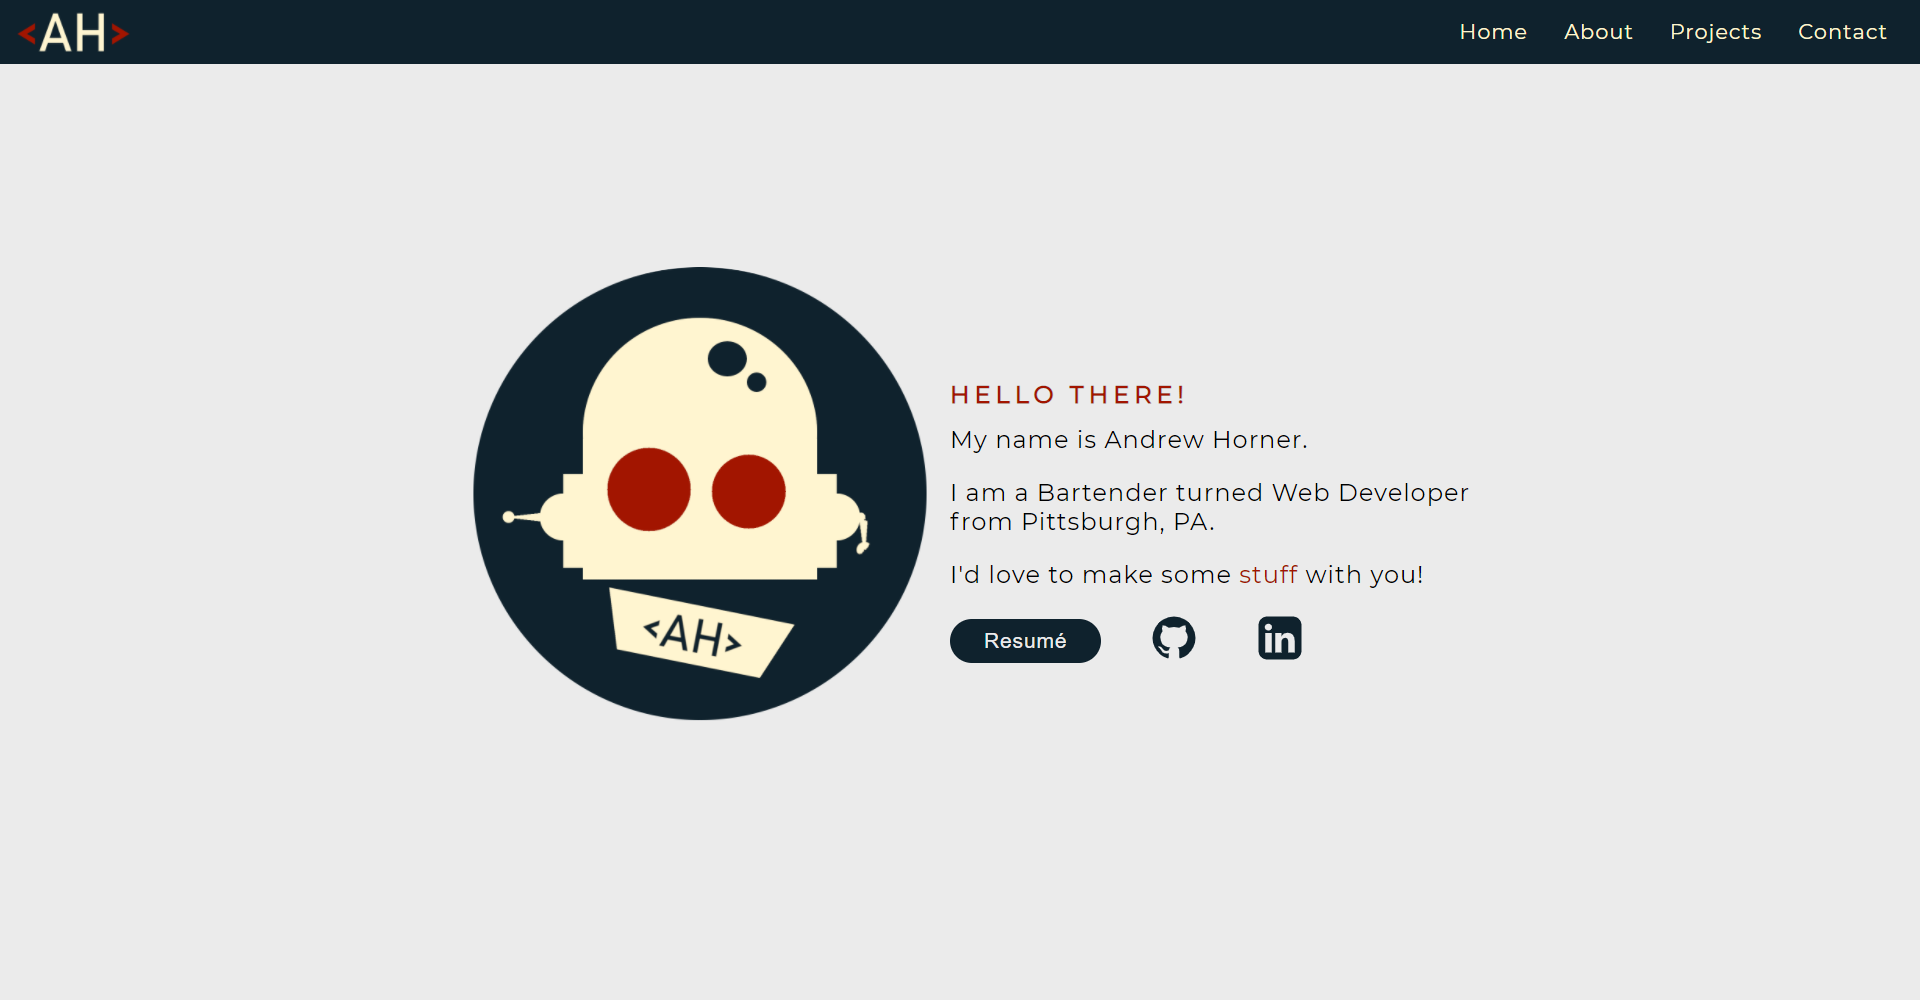 <AH>
Home
About
Projects
Contact
HELLO THERE!
My name is Andrew Horner.
I am a Bartender turned Web Developer
from Pittsburgh, PA.
I'd love to make some stuff with you!
<AH>
Resumé
in